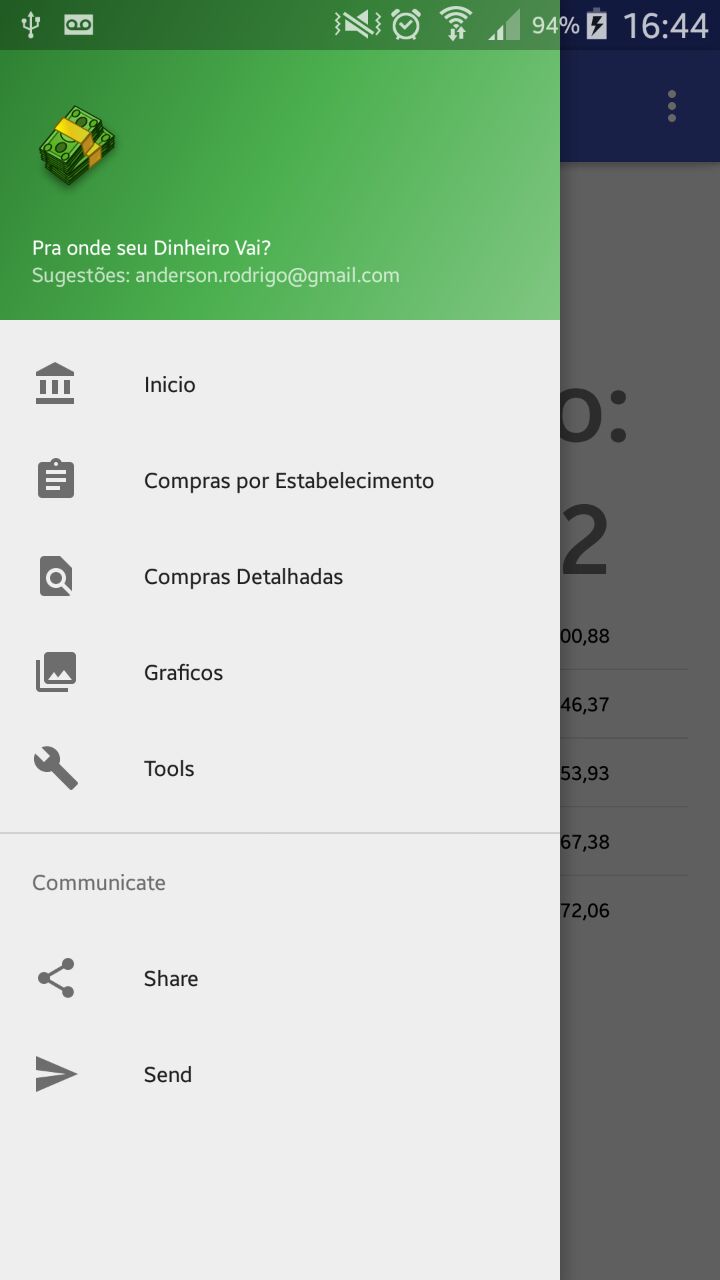 94% 16:44
Pra onde seu Dinheiro Vai?
Sugestões: anderson.rodrigo@gmail.com
Inicio
Compras por Estabelecimento
Compras Detalhadas
Graficos
Tools
Communicate
Share
Send
o:
2
00,88
46,37
53,93
67,38
72,06